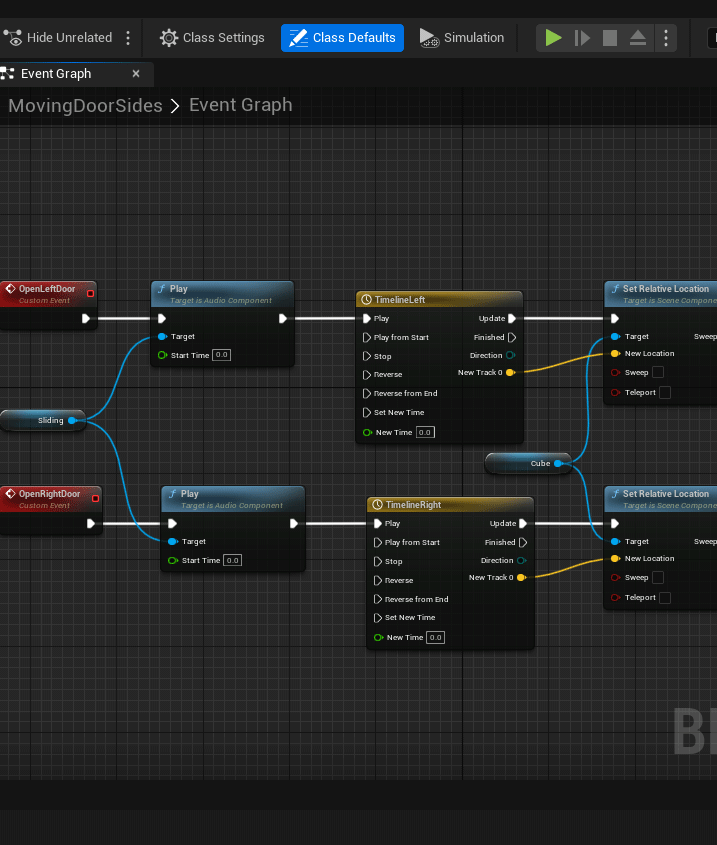 Hide Unrelated
Class Settings
Class Defaults
Simulation
Event Graph
MovingDoorSides > Event Graph
OpenLeftDoor
Custom Event
Play
Target is Audio Component
Target
Start Time 0.0
TimelineLeft
Play
Update
Play from Start
Finished
Stop
Direction
Reverse
New Track 0
Reverse from End
Set New Time
New Time 0.0
Set Relative Location
Target is Scene Compone
Target
Sweep
New Location
Sweep
Teleport
Sliding
Cube
OpenRightDoor
Custom Event
Play
Target is Audio Component
Target
Start Time 0.0
TimelineRight
Play
Update
Play from Start
Finished
Stop
Direction
Reverse
New Track 0
Reverse from End
Set New Time
New Time 0.0
Set Relative Location
Target is Scene Compone
Target
Sweep
New Location
Sweep
Teleport